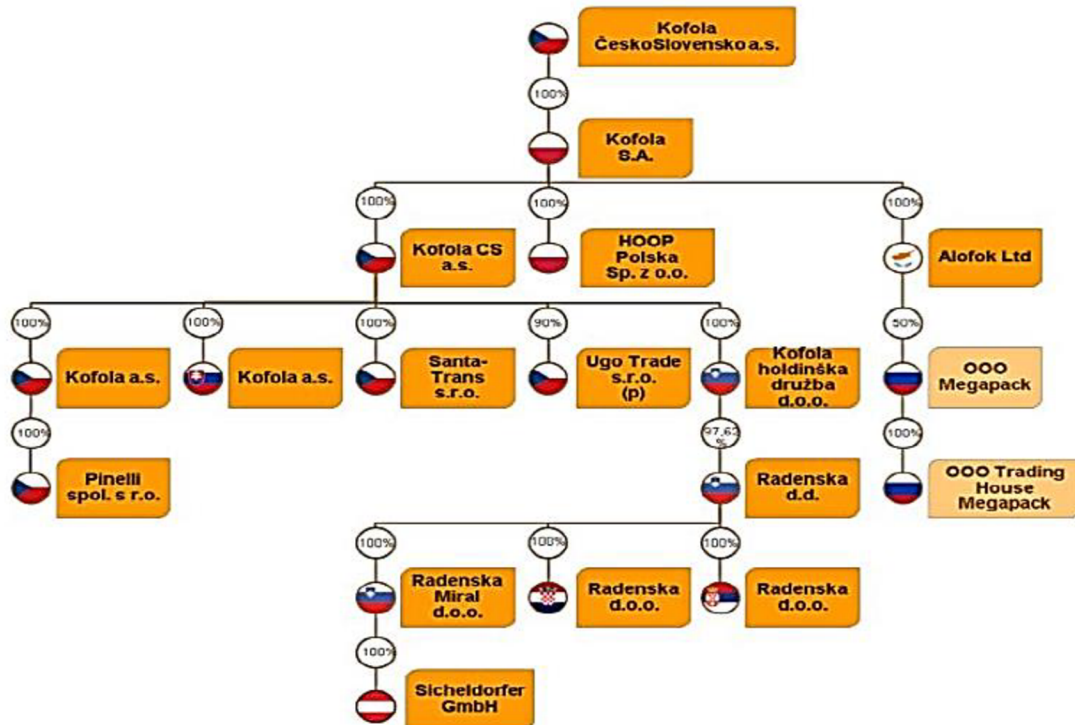 Kofola
ČeskoSlovensko a.s.
100%
Kofola
S.A.
100%
100%
100%
Kofola CS
a.s.
HOOP
Polska
Sp. z o.o.
Alofok Ltd
100%
100%
100%
90%
100%
50%
Kofola a.s.
Kofola a.s.
Santa-
Trans
s.r.o.
Ugo Trade
s.r.o.
(p)
Kofola
holdinška
družba
d.o.o.
OOO
Megapack
100%
97,62
%
100%
Pinelli
spol. s r.o.
Radenska
d.d.
OOO Trading
House
Megapack
100%
100%
100%
Radenska
Miral
d.o.o.
Radenska
d.o.o.
Radenska
d.o.o.
100%
Sicheldorfer
GmbH